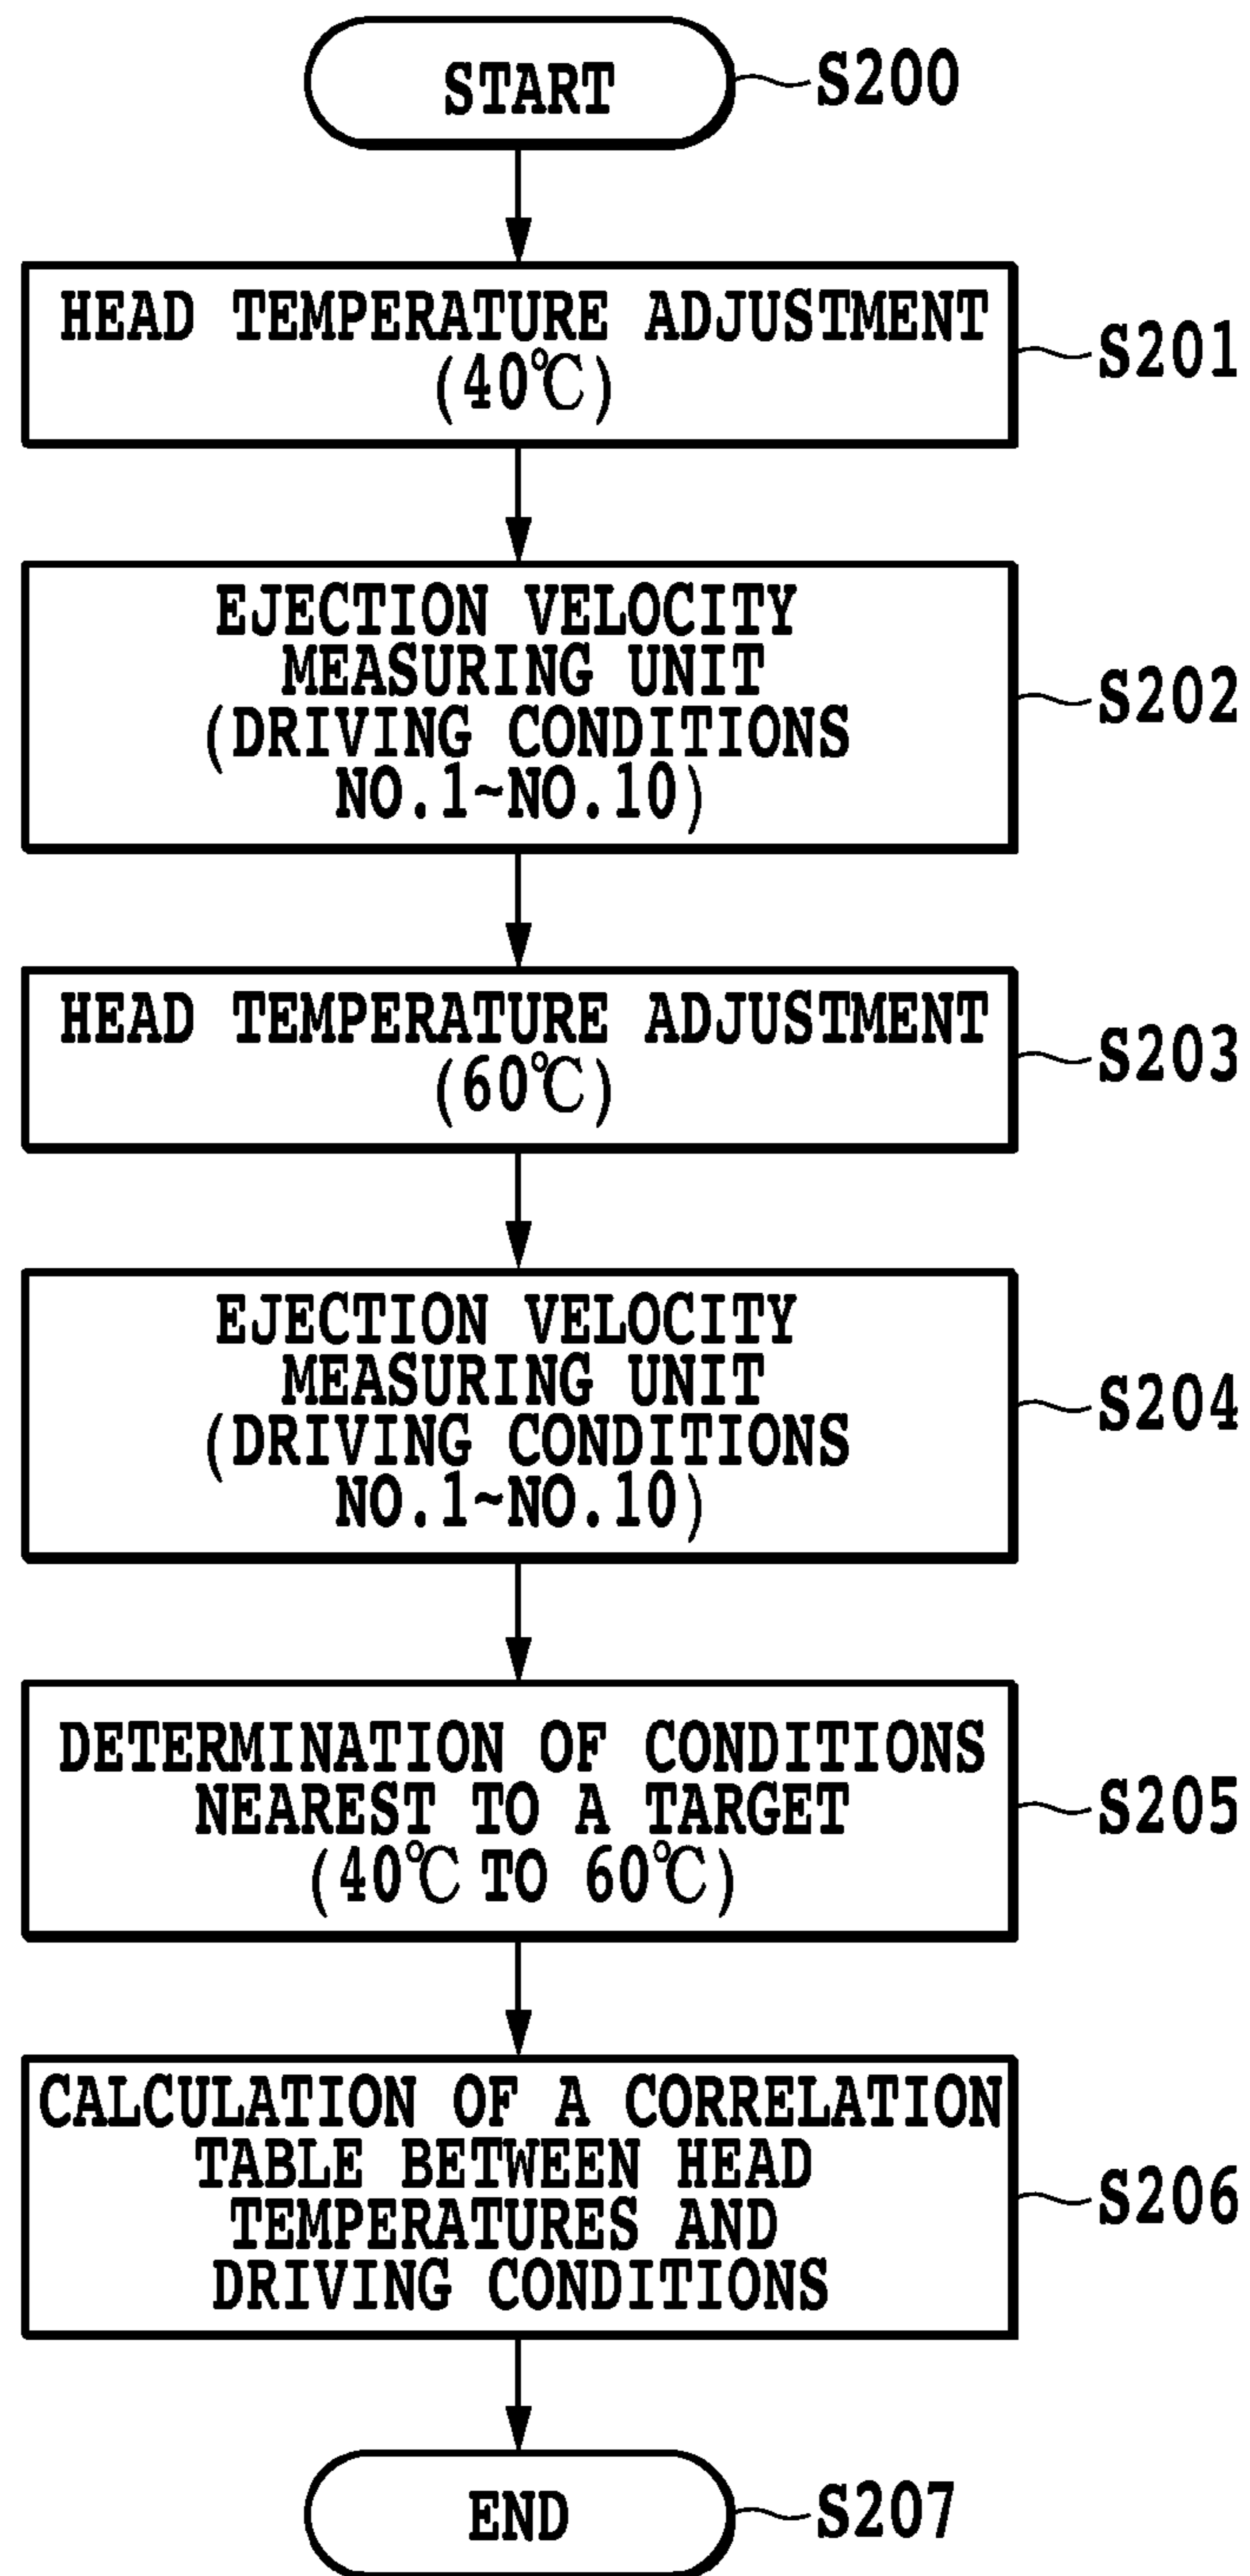 START
S200
HEAD TEMPERATURE ADJUSTMENT
(40℃)
S201
EJECTION VELOCITY
MEASURING UNIT
(DRIVING CONDITIONS
NO.1~NO.10)
S202
HEAD TEMPERATURE ADJUSTMENT
(60℃)
S203
EJECTION VELOCITY
MEASURING UNIT
(DRIVING CONDITIONS
NO.1~NO.10)
S204
DETERMINATION OF CONDITIONS
NEAREST TO A TARGET
(40℃ TO 60℃)
S205
CALCULATION OF A CORRELATION
TABLE BETWEEN HEAD
TEMPERATURES AND
DRIVING CONDITIONS
S206
END
S207